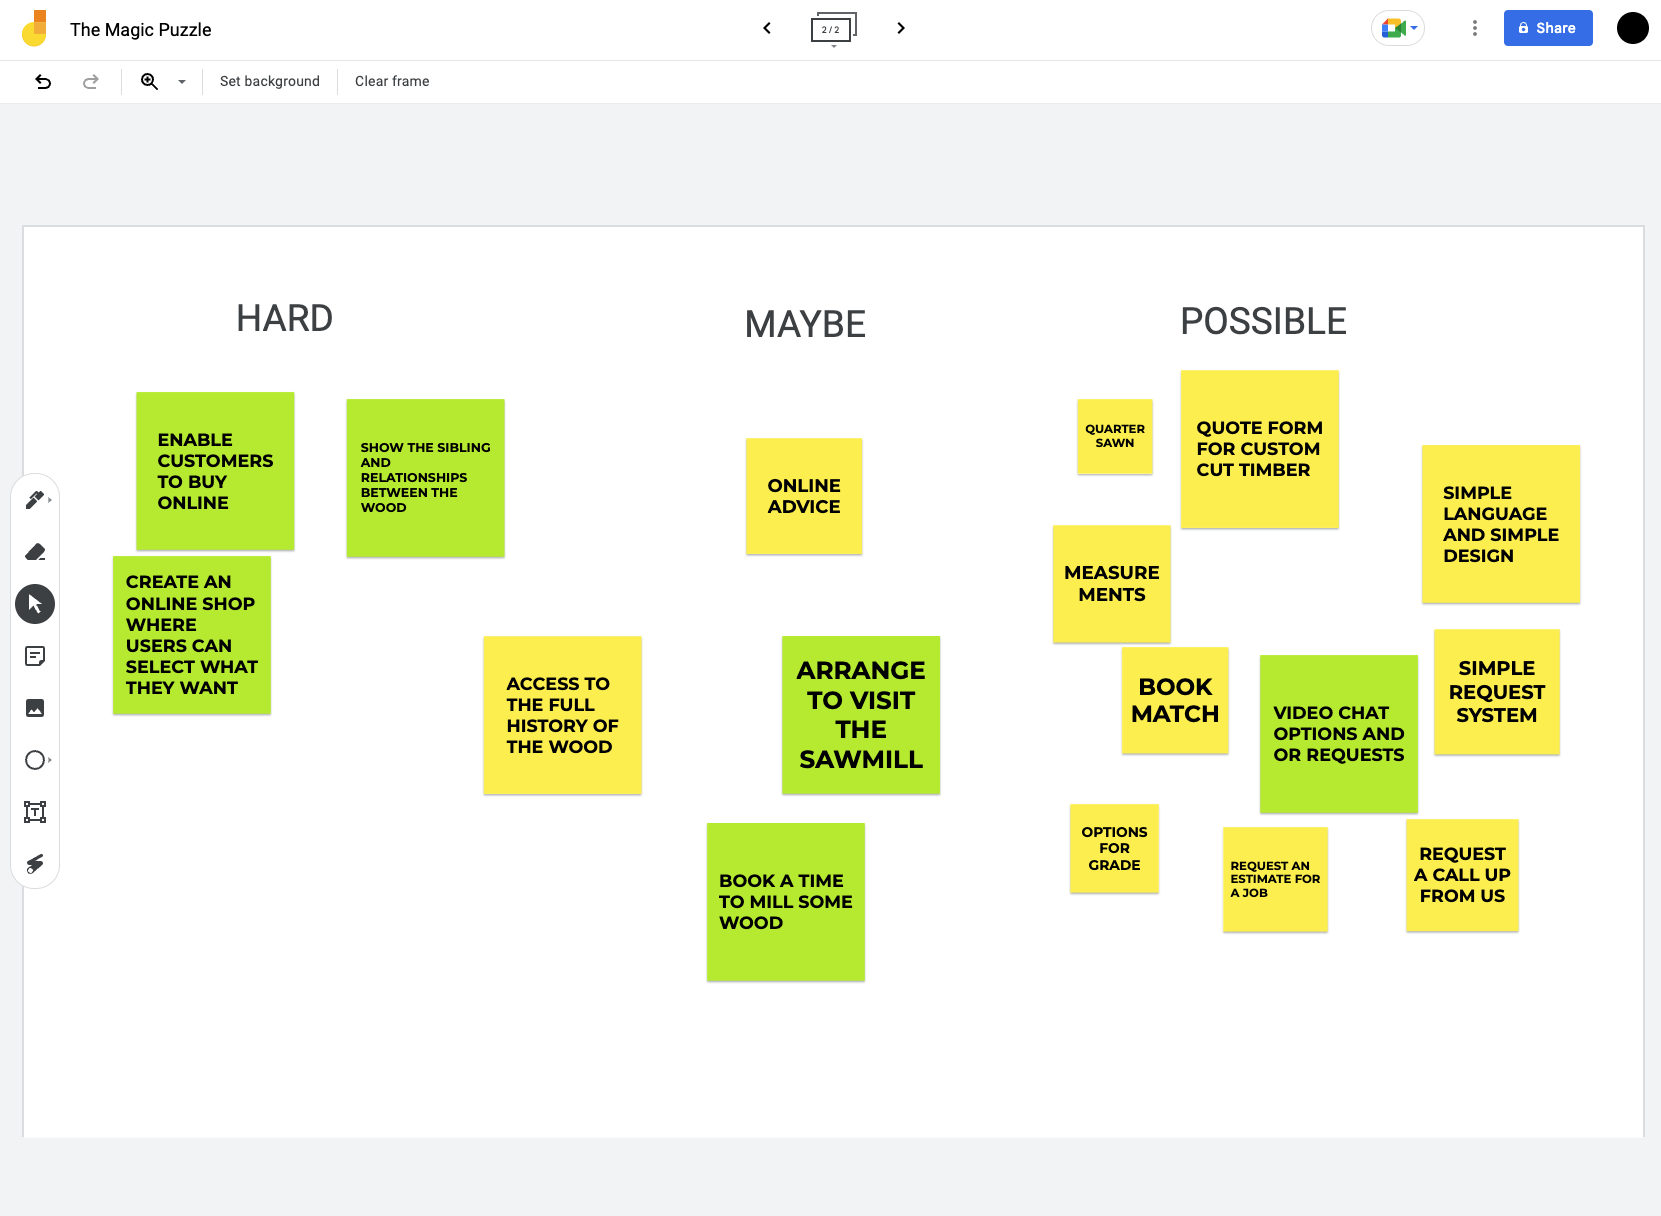 The Magic Puzzle
2 / 2
Share
Set background
Clear frame
HARD
MAYBE
POSSIBLE
ENABLE
CUSTOMERS
TO BUY
ONLINE
SHOW THE SIBLING
AND
RELATIONSHIPS
BETWEEN THE
WOOD
CREATE AN
ONLINE SHOP
WHERE
USERS CAN
SELECT WHAT
THEY WANT
ACCESS TO
THE FULL
HISTORY OF
THE WOOD
ONLINE
ADVICE
ARRANGE
TO VISIT
THE
SAWMILL
BOOK A TIME
TO MILL SOME
WOOD
QUARTER
SAWN
QUOTE FORM
FOR CUSTOM
CUT TIMBER
SIMPLE
LANGUAGE
AND SIMPLE
DESIGN
MEASURE
MENTS
BOOK
MATCH
VIDEO CHAT
OPTIONS AND
OR REQUESTS
SIMPLE
REQUEST
SYSTEM
OPTIONS
FOR
GRADE
REQUEST AN
ESTIMATE FOR
A JOB
REQUEST
A CALL UP
FROM US